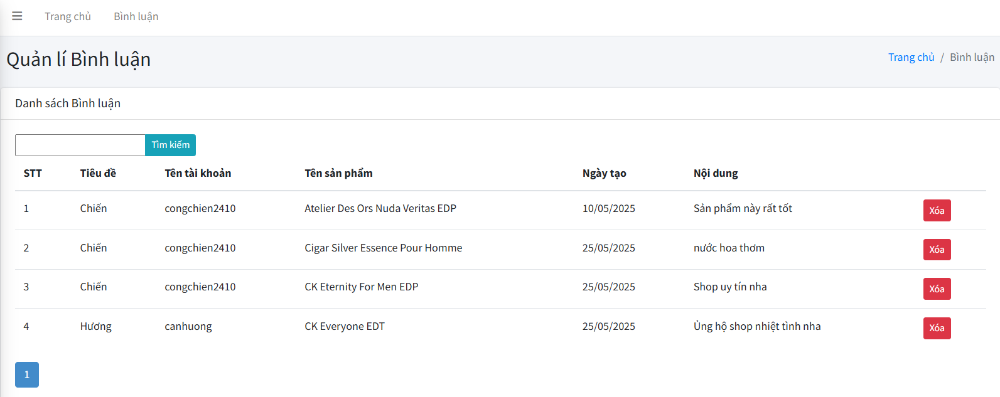 Trang chủ Bình luận
Quản lí Bình luận
Trang chủ / Bình luận
Danh sách Bình luận
Tìm kiếm
STT Tiêu đề Tên tài khoản Tên sản phẩm Ngày tạo Nội dung
1 Chiến congchien2410 Atelier Des Ors Nuda Veritas EDP 10/05/2025 Sản phẩm này rất tốt Xóa
2 Chiến congchien2410 Cigar Silver Essence Pour Homme 25/05/2025 nước hoa thơm Xóa
3 Chiến congchien2410 CK Eternity For Men EDP 25/05/2025 Shop uy tín nha Xóa
4 Hương canhuong CK Everyone EDT 25/05/2025 Ủng hộ shop nhiệt tình nha Xóa
1